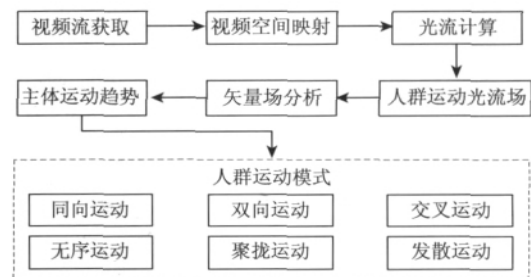 视频流获取
视频空间映射
光流计算
人群运动光流场
矢量场分析
主体运动趋势
人群运动模式
同向运动
双向运动
交叉运动
无序运动
聚拢运动
发散运动